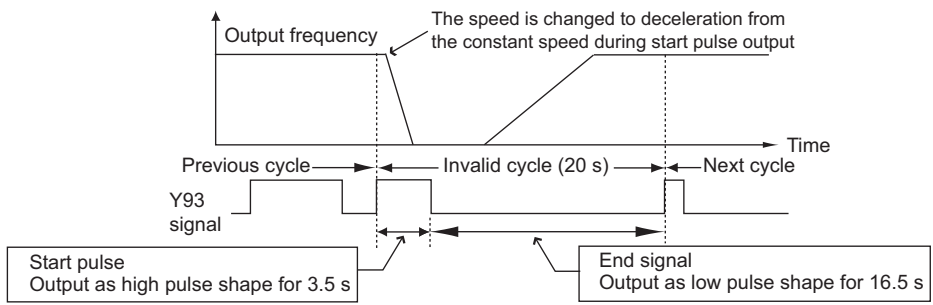 Output frequency
The speed is changed to deceleration from
the constant speed during start pulse output
Time
Previous cycle
Invalid cycle (20 s)
Next cycle
Y93
signal
Start pulse
Output as high pulse shape for 3.5 s
End signal
Output as low pulse shape for 16.5 s